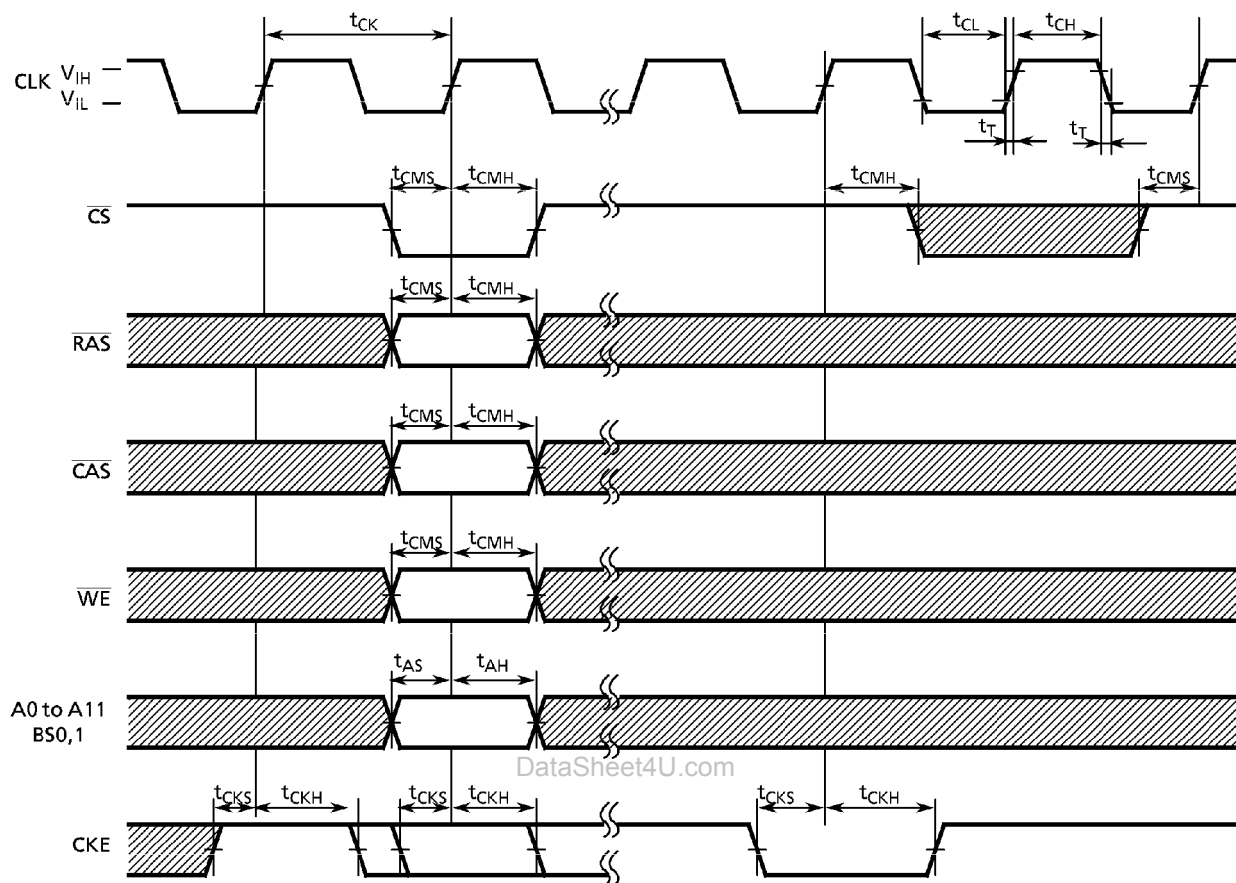 tCK tCL tCH
CLK VIH
VIL
tT tT
tCMS tCMH tCMH tCMS
CS
tCMS tCMH
RAS
tCMS tCMH
CAS
tCMS tCMH
WE
tAS tAH
A0 to A11
BS0,1
DataSheet4U.com
tCKS tCKH tCKS tCKH tCKS tCKH
CKE